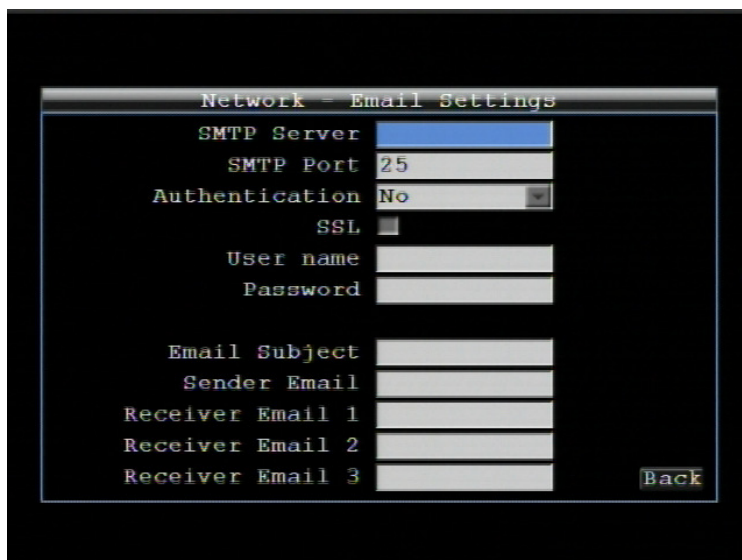 Network - Email Settings
SMTP Server
SMTP Port 25
Authentication No
SSL
User name
Password
Email Subject
Sender Email
Receiver Email 1
Receiver Email 2
Receiver Email 3
Back